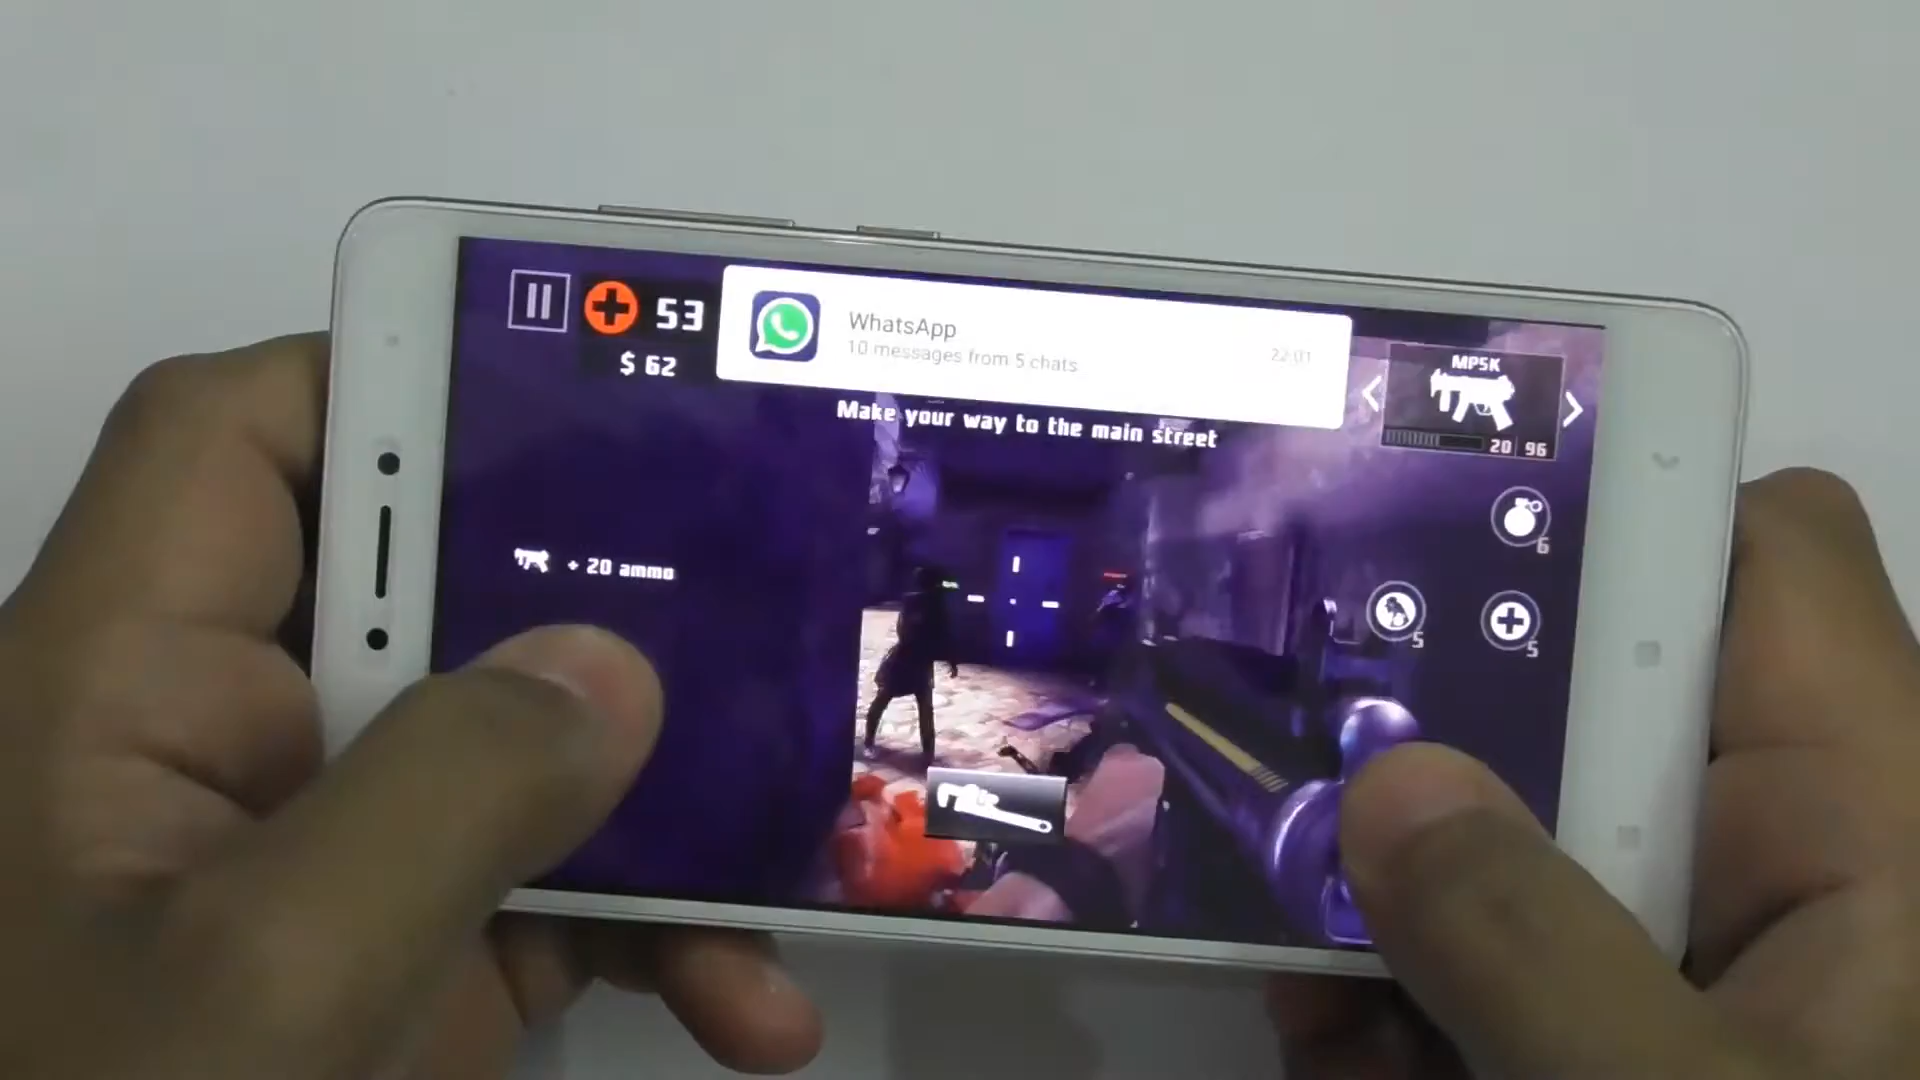 53
$ 62
WhatsApp
10 messages from 5 chats
22:01
Make your way to the main street
MP5K
20 96
6
+ 20 ammo
5
5